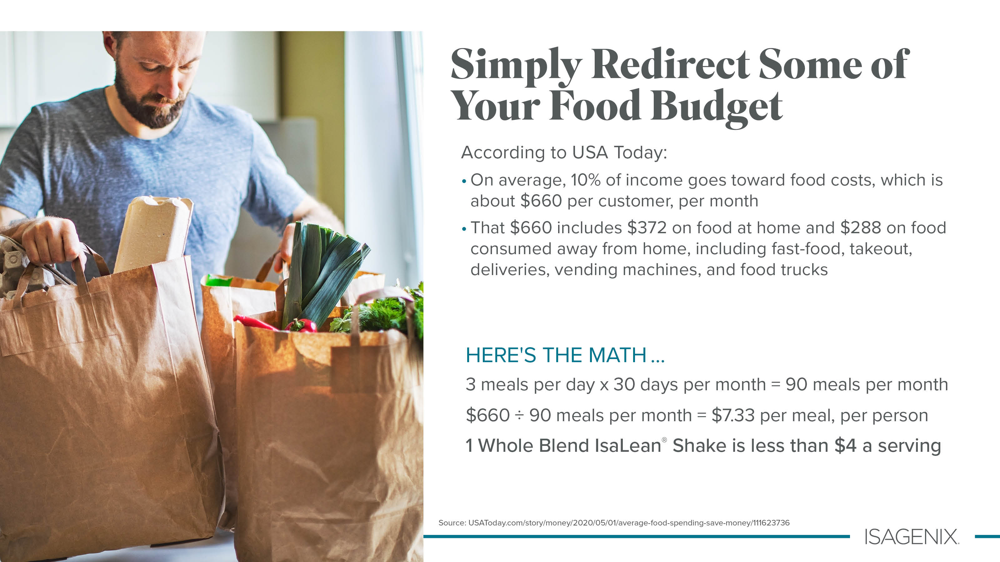 Simply Redirect Some of
Your Food Budget
According to USA Today:
• On average, 10% of income goes toward food costs, which is
about $660 per customer, per month
• That $660 includes $372 on food at home and $288 on food
consumed away from home, including fast-food, takeout,
deliveries, vending machines, and food trucks
HERE'S THE MATH ...
3 meals per day x 30 days per month = 90 meals per month
$660 ÷ 90 meals per month = $7.33 per meal, per person
1 Whole Blend IsaLean® Shake is less than $4 a serving
Source: USAToday.com/story/money/2020/05/01/average-food-spending-save-money/111623736
ISAGENIX.